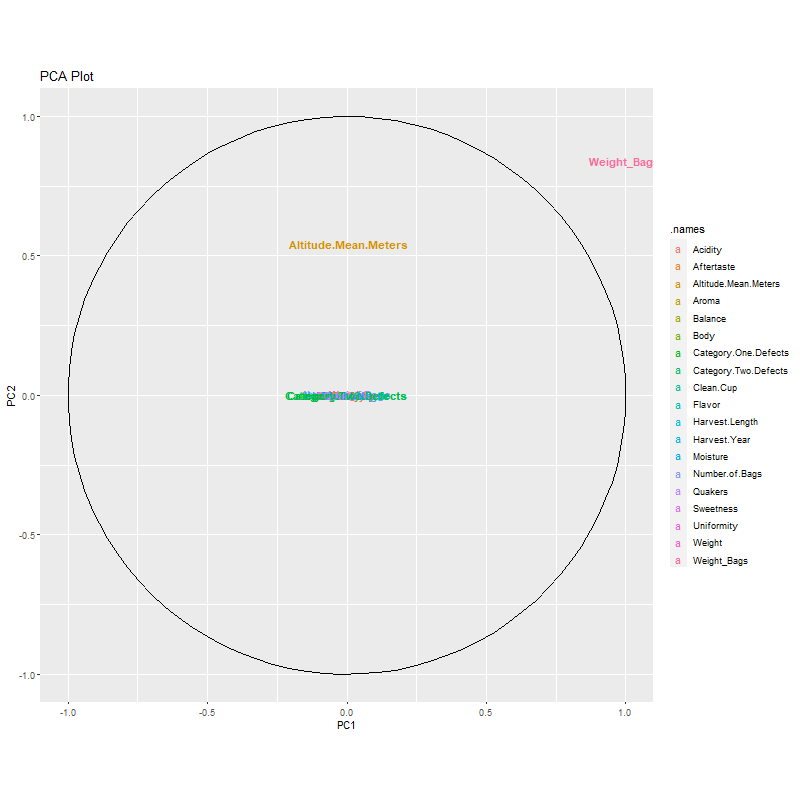 PCA Plot
1.0
Weight_Bag
Altitude.Mean.Meters
0.5
0.0
-0.5
-1.0
PC2
-1.0
-0.5
0.0
0.5
1.0
PC1
.names
a Acidity
a Aftertaste
a Altitude.Mean.Meters
a Aroma
a Balance
a Body
a Category.One.Defects
a Category.Two.Defects
a Clean.Cup
a Flavor
a Harvest.Length
a Harvest.Year
a Moisture
a Number.of.Bags
a Quakers
a Sweetness
a Uniformity
a Weight
a Weight_Bags